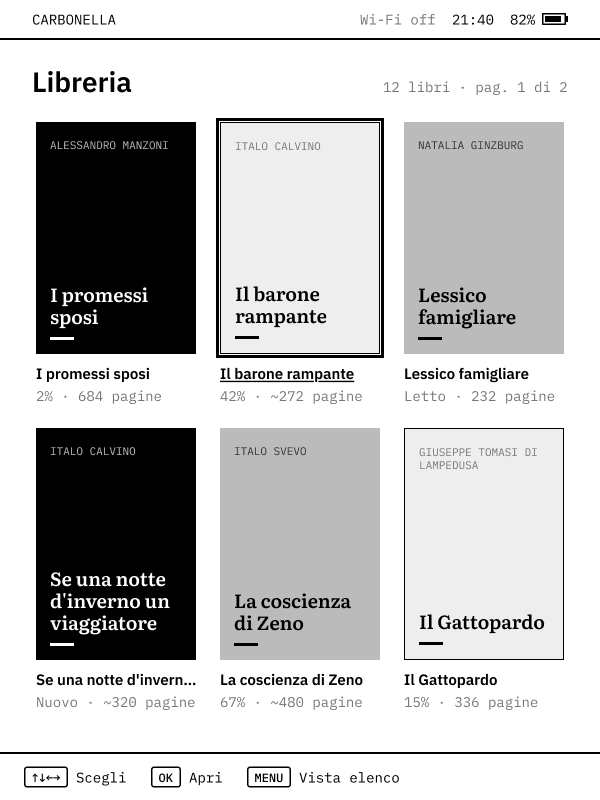 CARBONELLA Wi-Fi off 21:40 82%
Libreria 12 libri · pag. 1 di 2
ALESSANDRO MANZONI
I promessi
sposi
I promessi sposi
2% · 684 pagine
ITALO CALVINO
Il barone
rampante
Il barone rampante
42% · ~272 pagine
NATALIA GINZBURG
Lessico
famigliare
Lessico famigliare
Letto · 232 pagine
ITALO CALVINO
Se una notte
d'inverno un
viaggiatore
Se una notte d'invern...
Nuovo · ~320 pagine
ITALO SVEVO
La coscienza
di Zeno
La coscienza di Zeno
67% · ~480 pagine
GIUSEPPE TOMASI DI
LAMPEDUSA
Il Gattopardo
Il Gattopardo
15% · 336 pagine
↑↓←→ Scegli OK Apri MENU Vista elenco